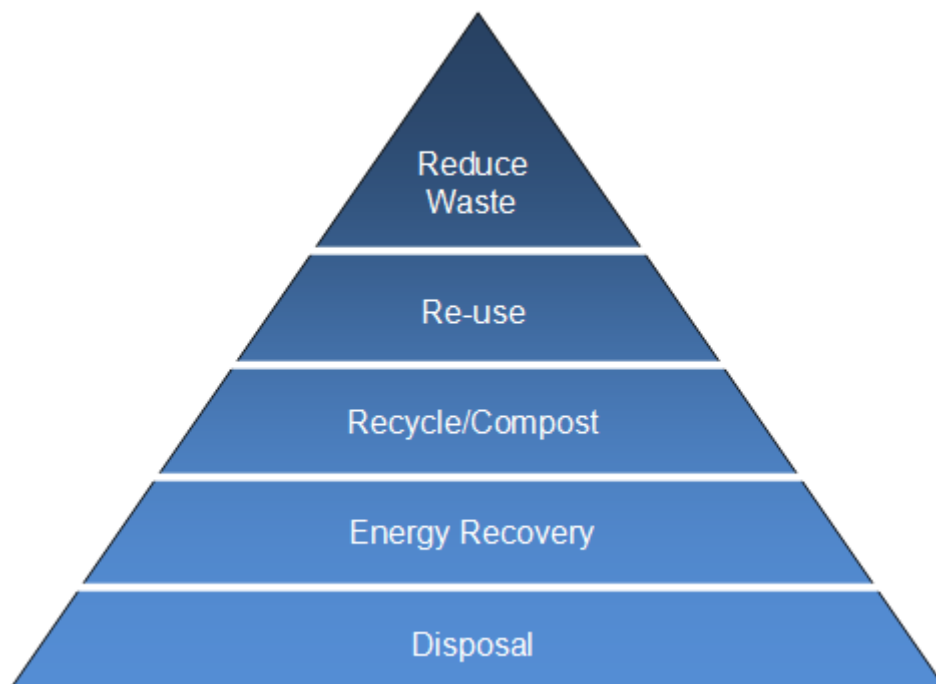 Reduce
Waste
Re-use
Recycle/Compost
Energy Recovery
Disposal